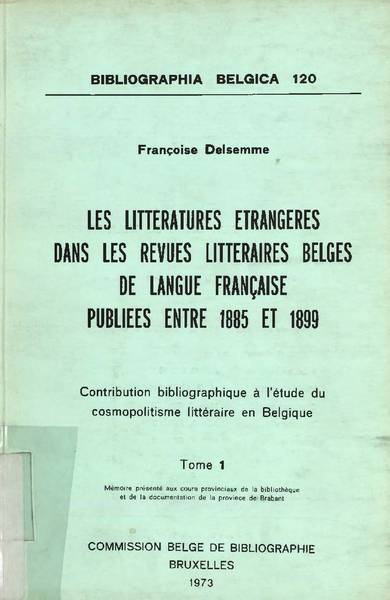 BIBLIOGRAPHIA BELGICA 120
Françoise Delsemme
LES LITTERATURES ETRANGERES
DANS LES REVUES LITTERAIRES BELGES
DE LANGUE FRANÇAISE
PUBLIEES ENTRE 1885 ET 1899
Contribution bibliographique à l'étude du
cosmopolitisme littéraire en Belgique
Tome 1
Mémoire présenté aux cours provinciaux de la bibliothèque
et de la documentation de la province de Brabant
COMMISSION BELGE DE BIBLIOGRAPHIE
BRUXELLES
1973